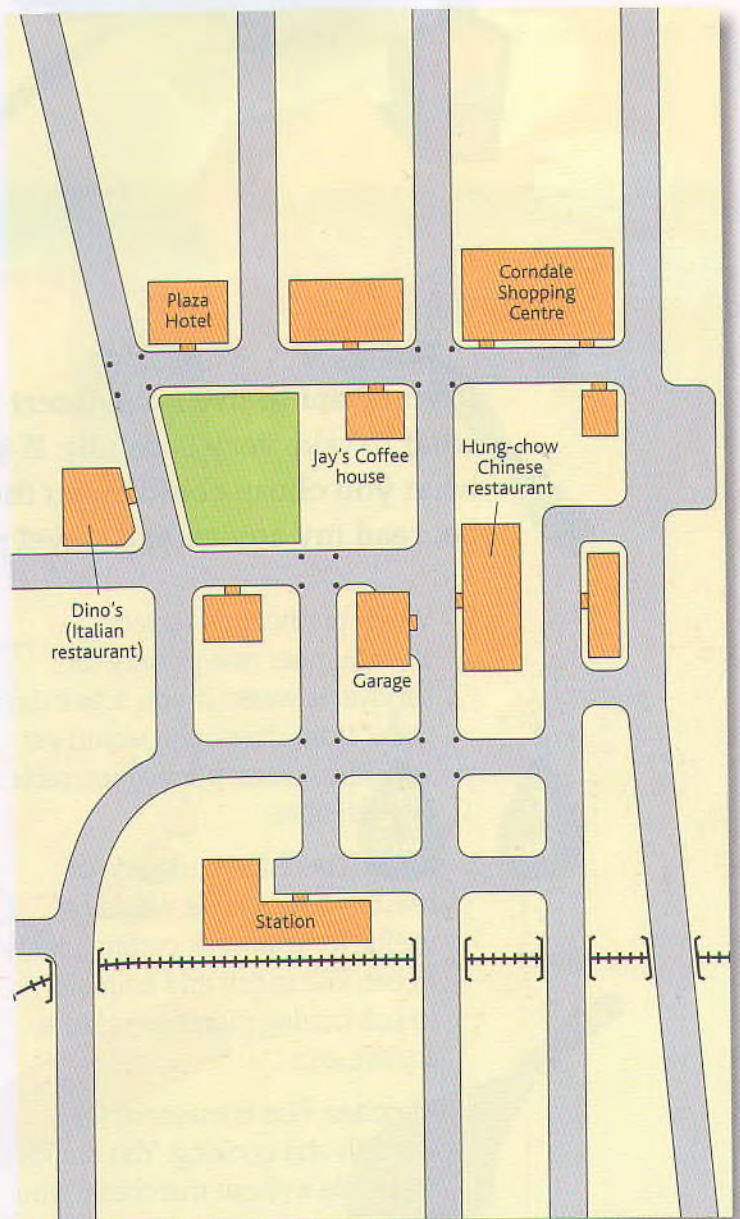 Plaza
Hotel
Corndale
Shopping
Centre
Jay's Coffee
house
Hung-chow
Chinese
restaurant
Dino's
(Italian
restaurant)
Garage
Station